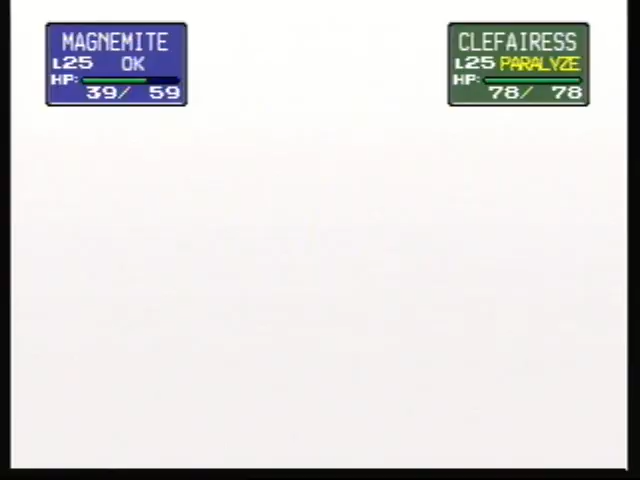 MAGNEMITE
L25 OK
HP:
39/ 59
CLEFAIRESS
L25 PARALYZE
HP:
78/ 78